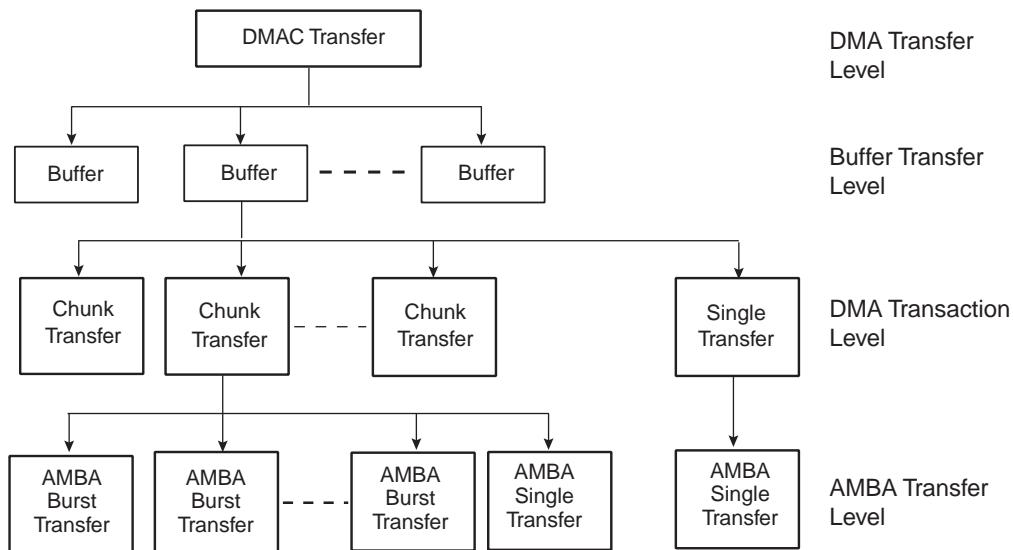 DMAC Transfer
DMA Transfer
Level
Buffer
Buffer
Buffer
Buffer Transfer
Level
Chunk
Transfer
Chunk
Transfer
Chunk
Transfer
Single
Transfer
DMA Transaction
Level
AMBA
Burst
Transfer
AMBA
Burst
Transfer
AMBA
Burst
Transfer
AMBA
Single
Transfer
AMBA
Single
Transfer
AMBA Transfer
Level